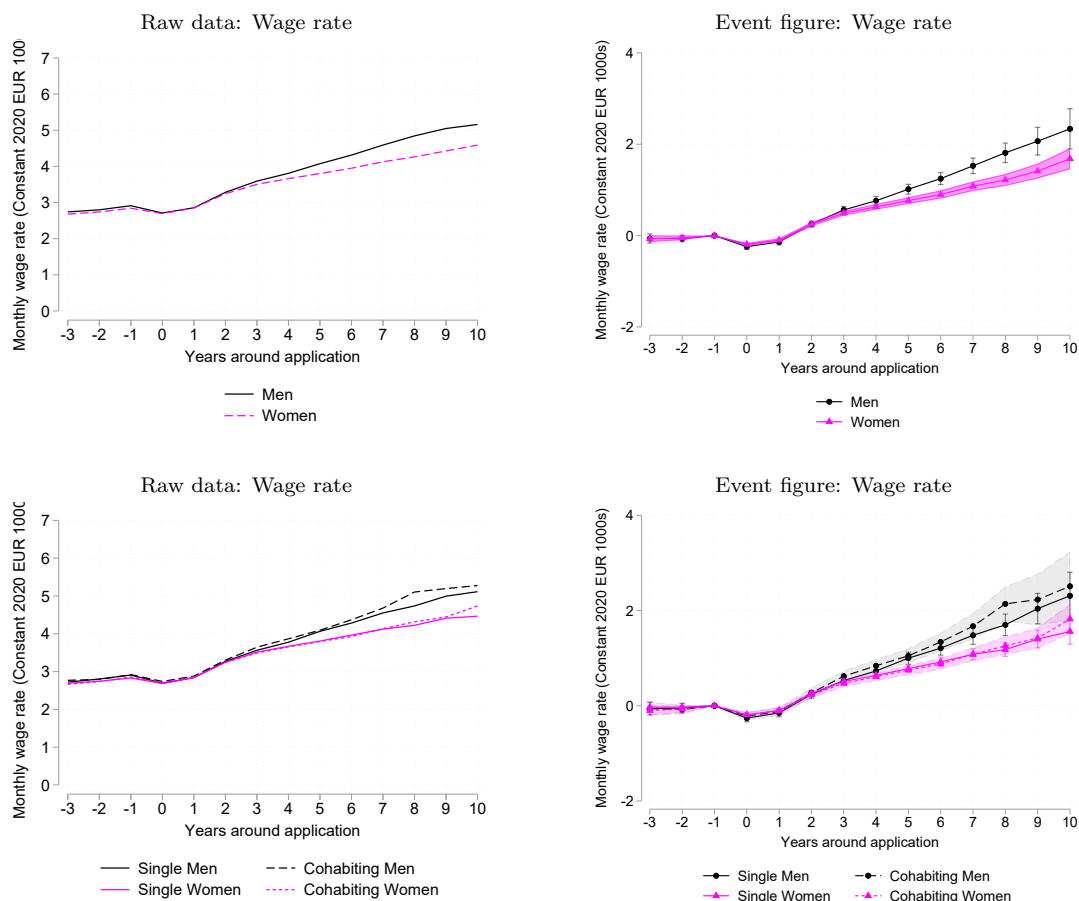 Raw data: Wage rate
Monthly wage rate (Constant 2020 EUR 100
7
6
5
4
3
2
1
0
-3 -2 -1 0 1 2 3 4 5 6 7 8 9 10
Years around application
Men
Women
Event figure: Wage rate
Monthly wage rate (Constant 2020 EUR 1000s)
4
2
0
-2
-3 -2 -1 0 1 2 3 4 5 6 7 8 9 10
Years around application
Men
Women
Raw data: Wage rate
Monthly wage rate (Constant 2020 EUR 1000
7
6
5
4
3
2
1
0
-3 -2 -1 0 1 2 3 4 5 6 7 8 9 10
Years around application
Single Men Cohabiting Men
Single Women Cohabiting Women
Event figure: Wage rate
Monthly wage rate (Constant 2020 EUR 1000s)
4
2
0
-2
-3 -2 -1 0 1 2 3 4 5 6 7 8 9 10
Years around application
Single Men Cohabiting Men
Single Women Cohabiting Women